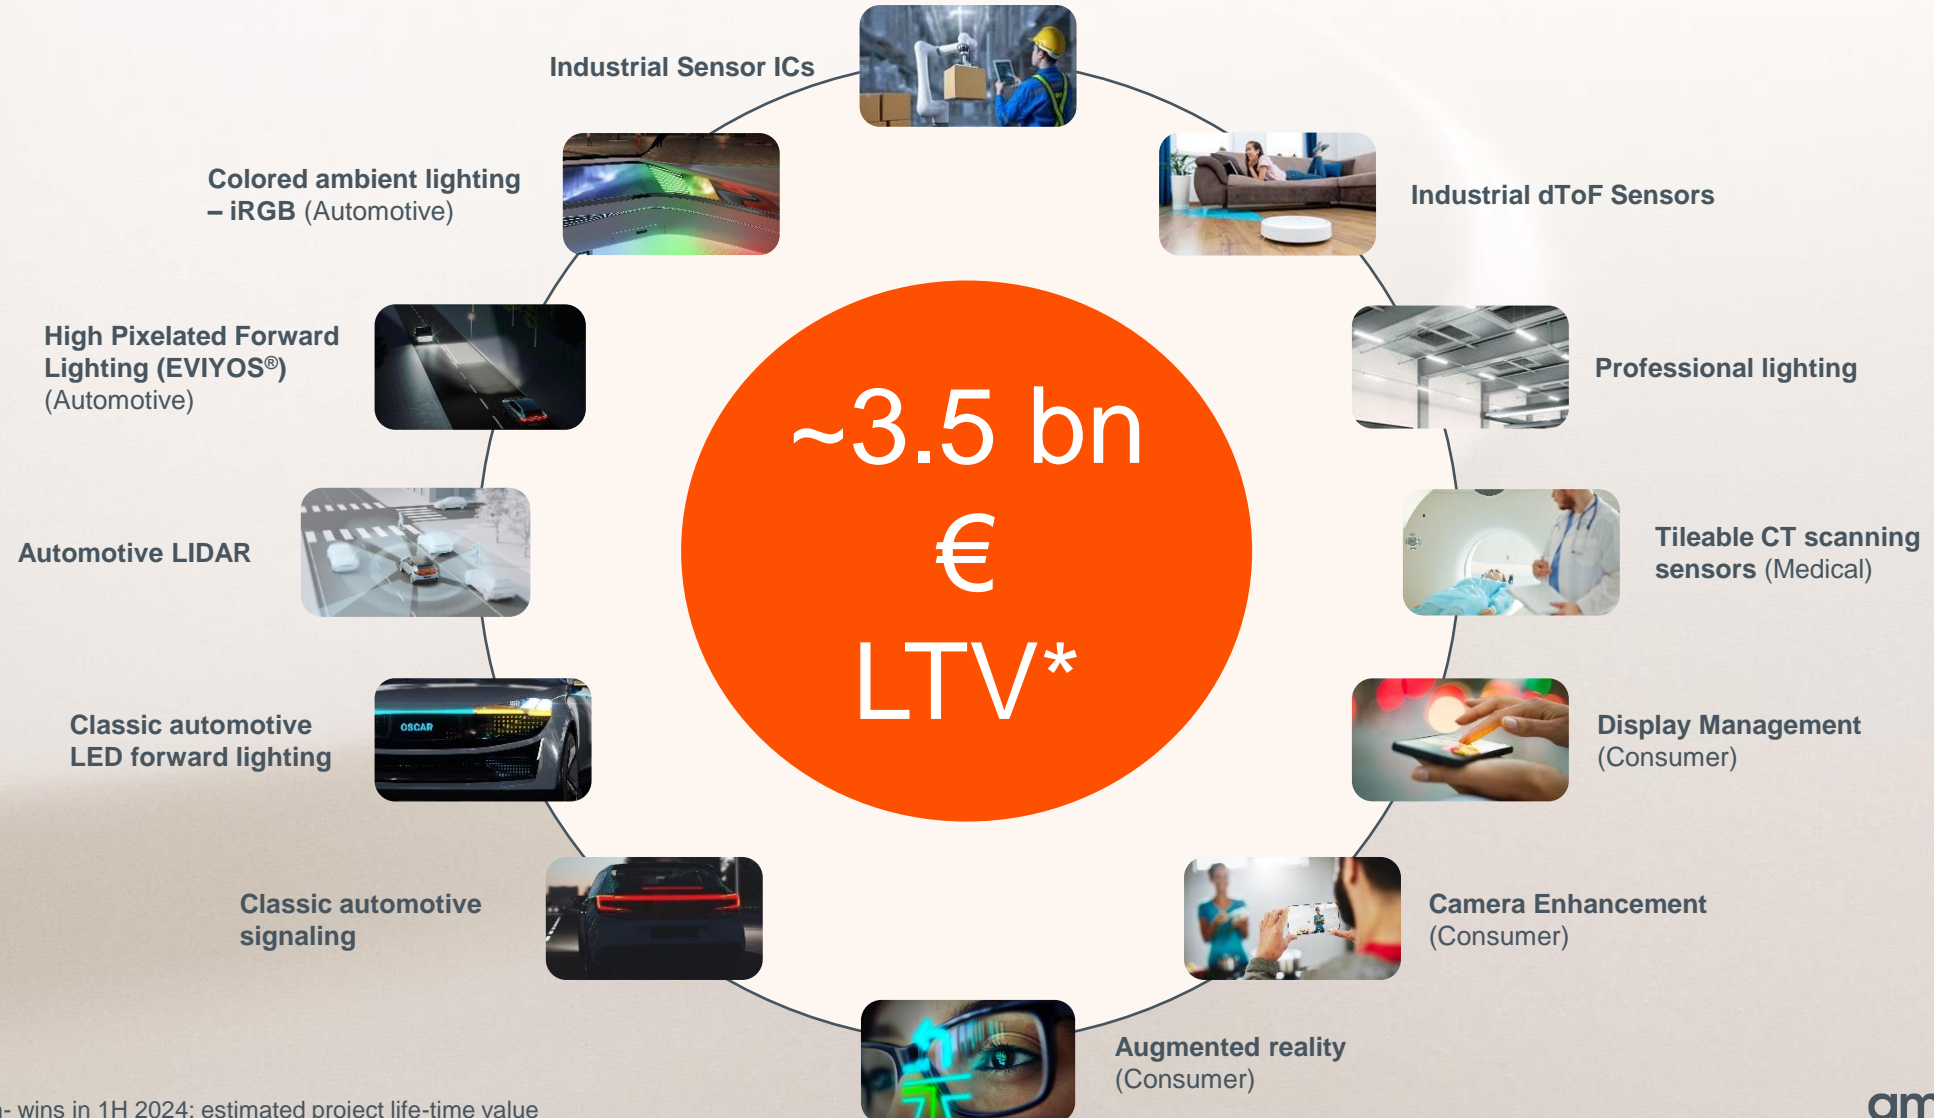 Industrial Sensor ICs
Colored ambient lighting
– iRGB (Automotive)
Industrial dToF Sensors
High Pixelated Forward
Lighting (EVIYOS®)
(Automotive)
Professional lighting
~3.5 bn
€
LTV*
Automotive LIDAR
Tileable CT scanning
sensors (Medical)
Classic automotive
LED forward lighting
OSCAR
Display Management
(Consumer)
Classic automotive
signaling
Camera Enhancement
(Consumer)
Augmented reality
(Consumer)
- wins in 1H 2024; estimated project life-time value